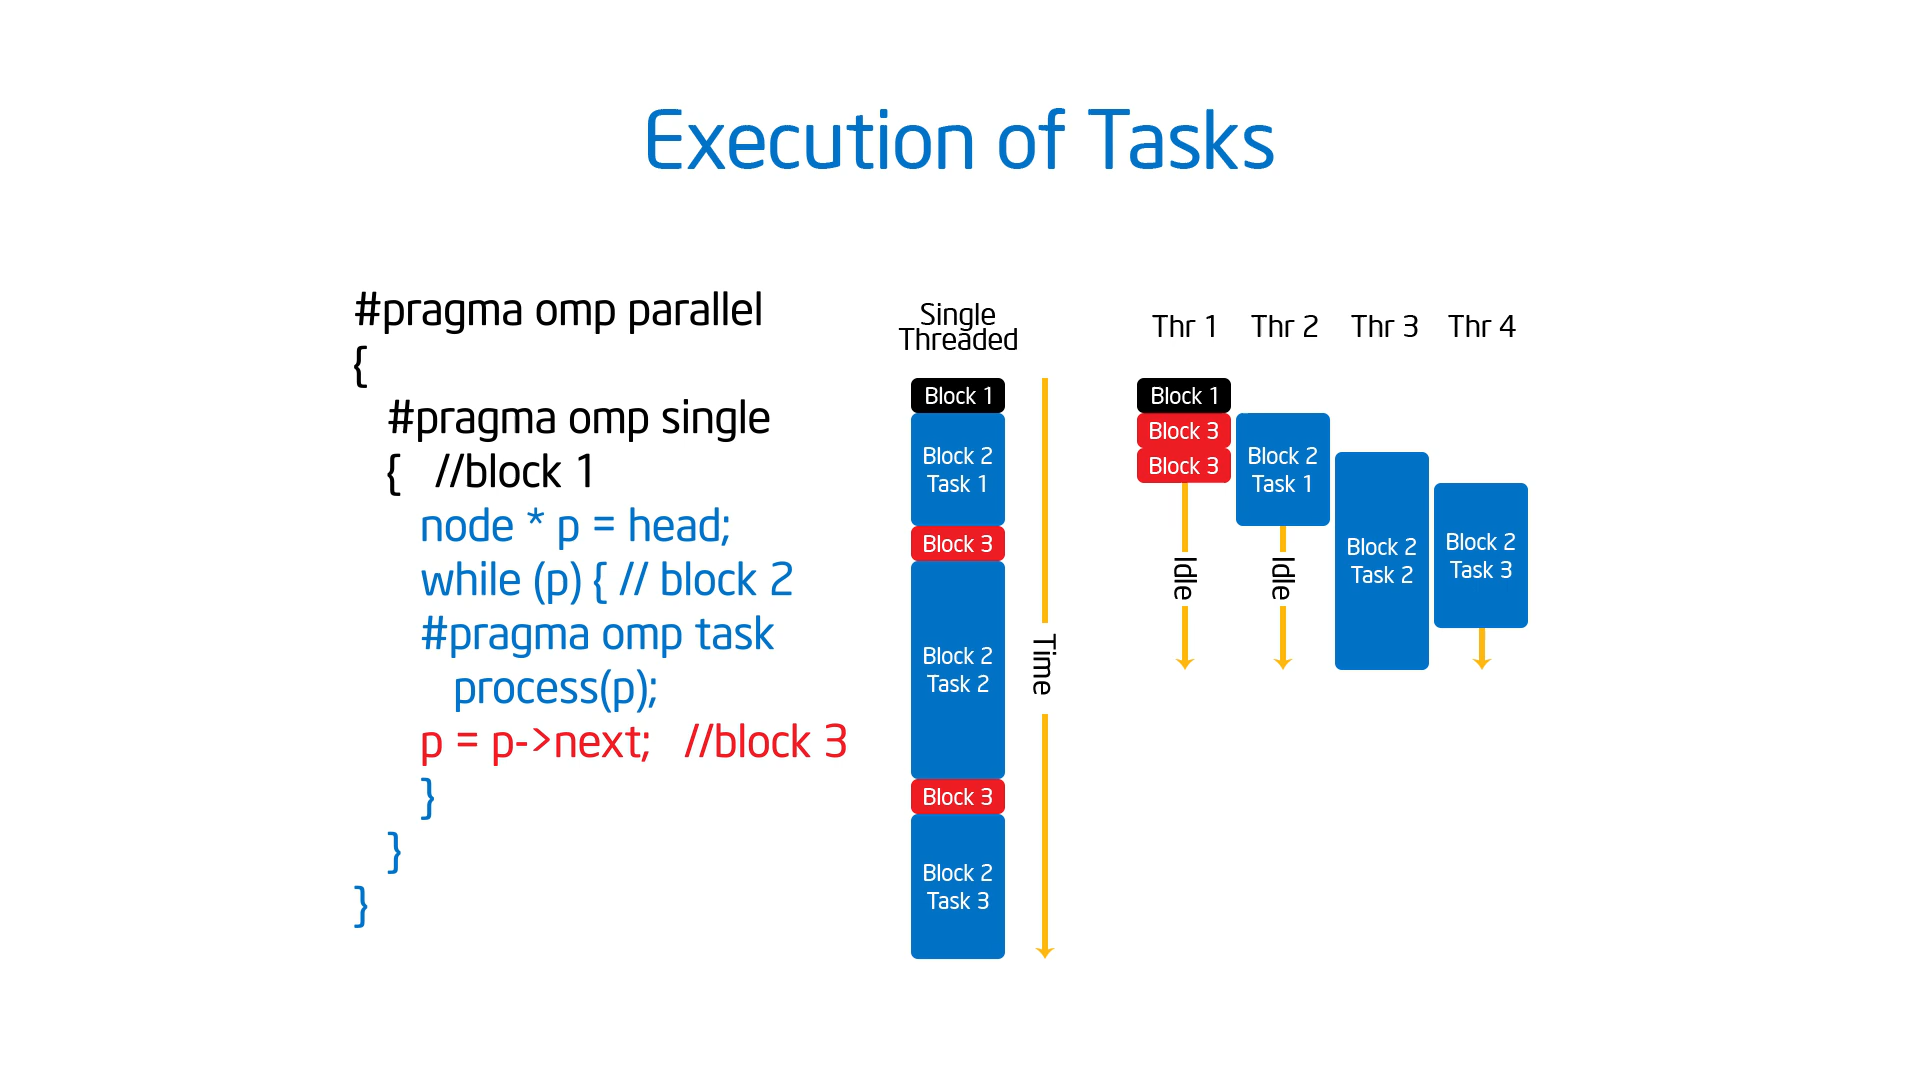 Execution of Tasks
#pragma omp parallel
{
#pragma omp single
{ //block 1
node * p = head;
while (p) { // block 2
#pragma omp task
process(p);
p = p->next; //block 3
}
}
}
Single
Threaded
Block 1
Block 2
Task 1
Block 3
Block 2
Task 2
Block 3
Block 2
Task 3
Time
Thr 1
Thr 2
Thr 3
Thr 4
Block 1
Block 3
Block 3
Idle
Block 2
Task 1
Idle
Block 2
Task 2
Block 2
Task 3